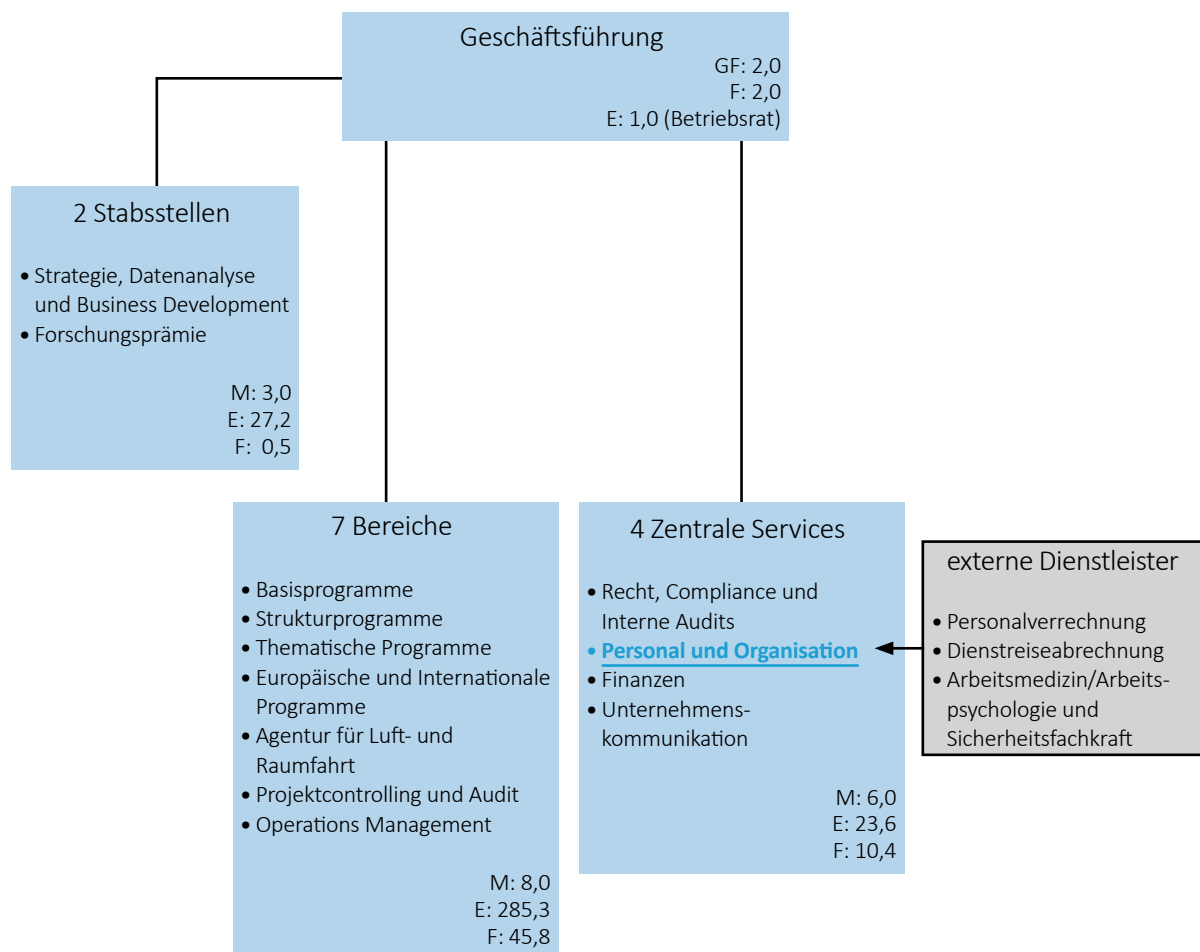 Geschäftsführung
GF: 2,0
F: 2,0
E: 1,0 (Betriebsrat)
2 Stabsstellen
• Strategie, Datenanalyse
und Business Development
• Forschungsprämie
M: 3,0
E: 27,2
F: 0,5
7 Bereiche
• Basisprogramme
• Strukturprogramme
• Thematische Programme
• Europäische und Internationale
Programme
• Agentur für Luft- und
Raumfahrt
• Projektcontrolling und Audit
• Operations Management
M: 8,0
E: 285,3
F: 45,8
4 Zentrale Services
• Recht, Compliance und
Interne Audits
• Personal und Organisation
• Finanzen
• Unternehmens-
kommunikation
M: 6,0
E: 23,6
F: 10,4
externe Dienstleister
• Personalverrechnung
• Dienstreiseabrechnung
• Arbeitsmedizin/Arbeits-
psychologie und
Sicherheitsfachkraft